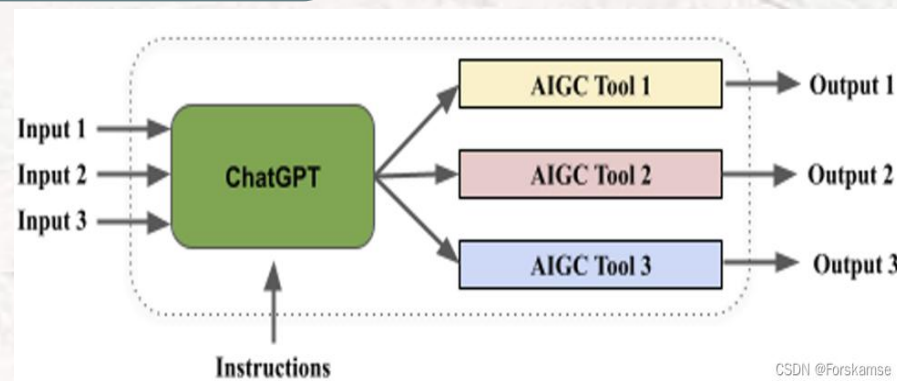 AIGC Tool 1
Output 1
Input 1
Input 2
ChatGPT
AIGC Tool 2
Output 2
Input 3
AIGC Tool 3
Output 3
Instructions
CSDN @Forskamse